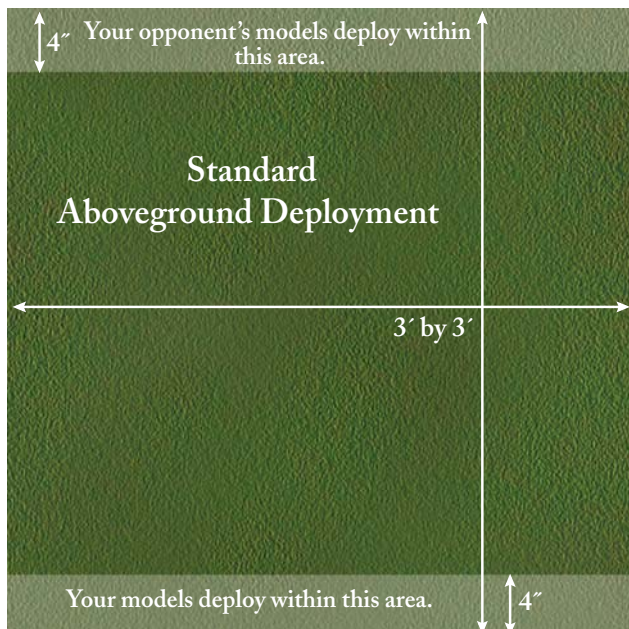 4˝
Your opponent’s models deploy within
this area.
Standard
Aboveground Deployment
3´ by 3´
Your models deploy within this area.
4˝